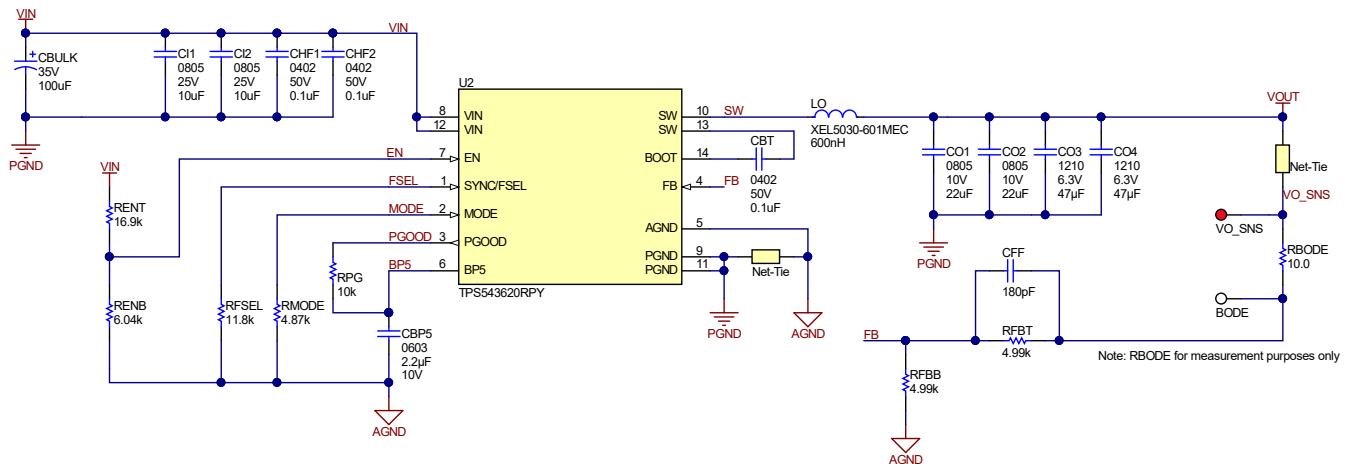 VIN
CBULK
35V
100uF
PGND
CI1
0805
25V
10uF
CI2
0805
25V
10uF
CHF1
0402
50V
0.1uF
CHF2
0402
50V
0.1uF
VIN
U2
8
VIN
12
VIN
EN
7
EN
FSEL
1
SYNC/FSEL
MODE
2
MODE
PGOOD
3
PGOOD
BP5
6
BP5
TPS543620RPY
SW
10
SW
SW
13
BOOT
14
FB
4
FB
AGND
5
PGND
9
PGND
11
VIN
RENT
16.9k
RENB
6.04k
RFSEL
11.8k
RMODE
4.87k
RPG
10k
CBP5
0603
2.2µF
10V
AGND
CBT
0402
50V
0.1uF
Net-Tie
PGND
AGND
LO
XEL5030-601MEC
600nH
CO1
0805
10V
22uF
CO2
0805
10V
22uF
CO3
1210
6.3V
47µF
CO4
1210
6.3V
47µF
PGND
VOUT
Net-Tie
VO_SNS
VO_SNS
RBODE
10.0
BODE
CFF
180pF
FB
RFBT
4.99k
Note: RBODE for measurement purposes only
RFBB
4.99k
AGND